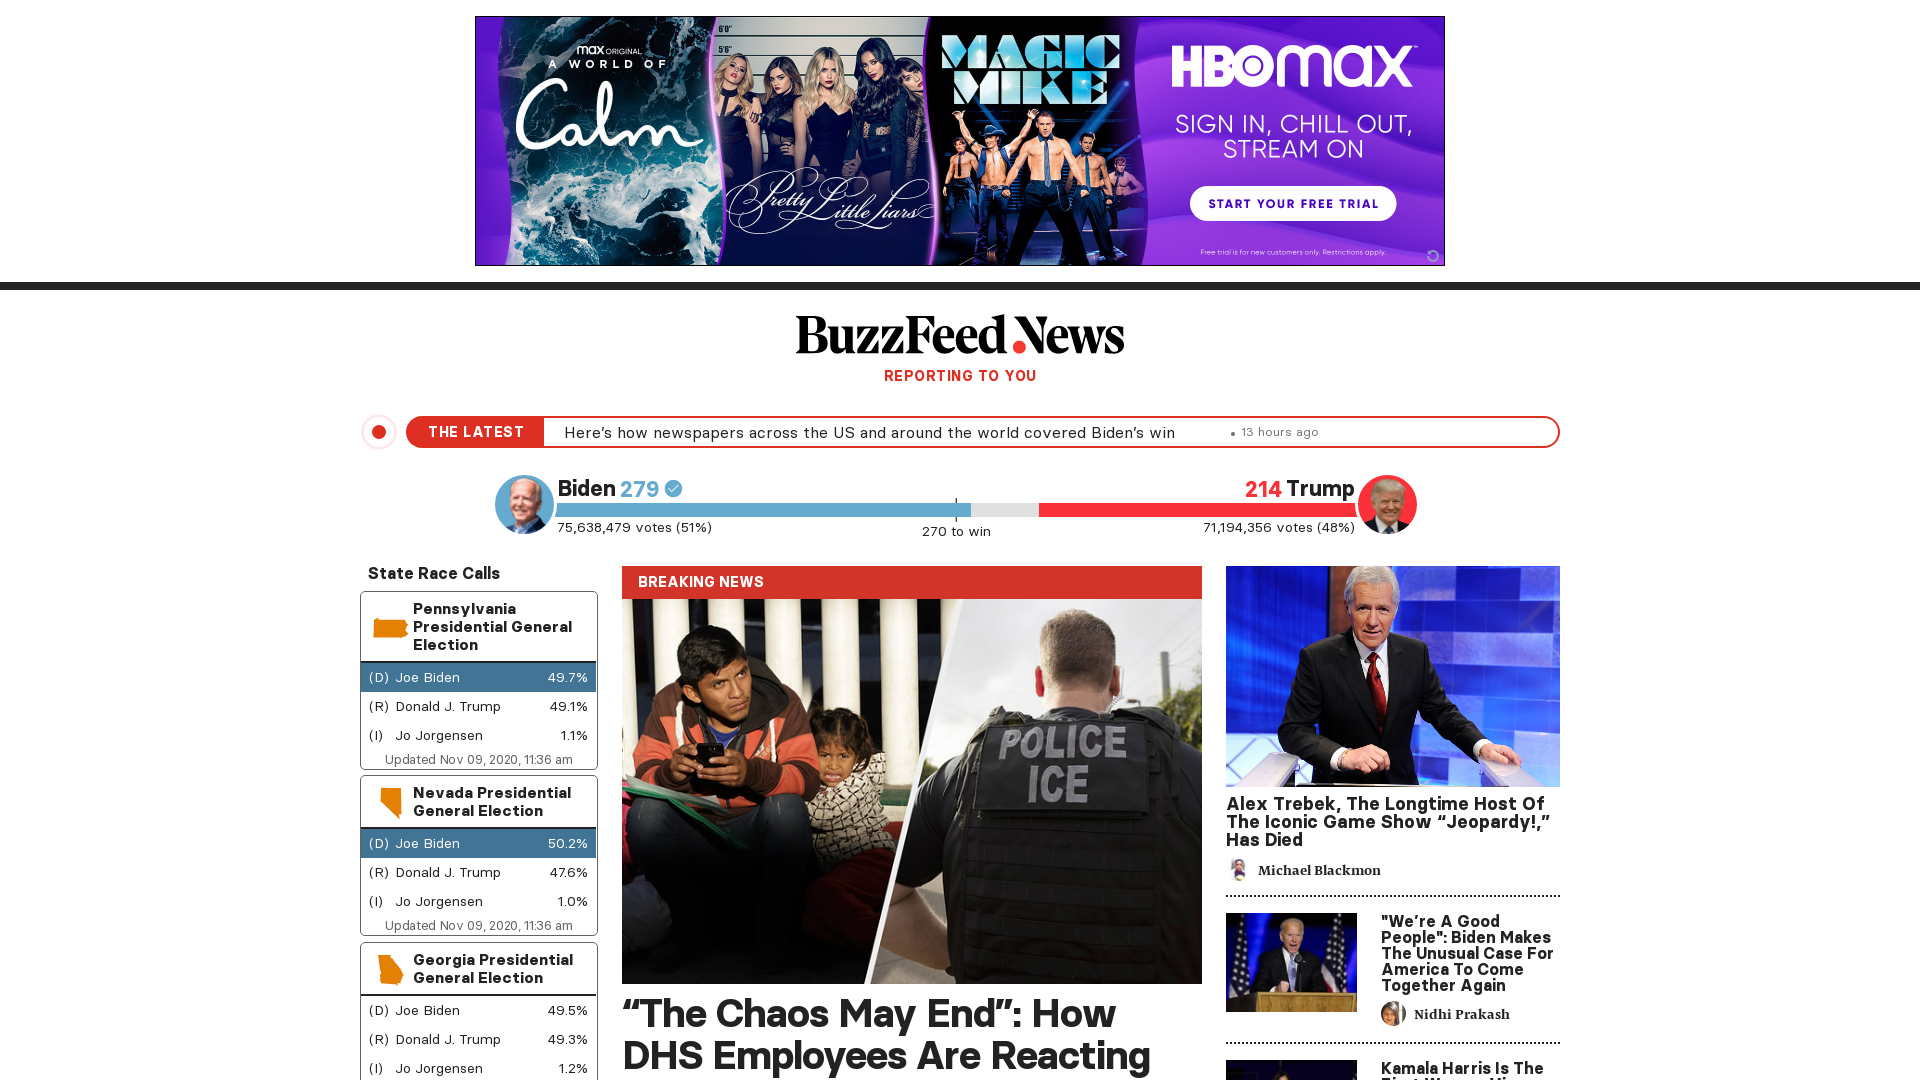 max ORIGINAL
A WORLD OF
Calm
6'0"
5'6"
Pretty Little Liars
MAGIC
MIKE
HBOMAX
SIGN IN, CHILL OUT,
STREAM ON
START YOUR FREE TRIAL
Free trial is for new customers only. Restrictions apply.
BuzzFeed News
REPORTING TO YOU
THE LATEST
Here’s how newspapers across the US and around the world covered Biden’s win
• 13 hours ago
Biden 279
214 Trump
75,638,479 votes (51%)
270 to win
71,194,356 votes (48%)
State Race Calls
Pennsylvania
Presidential General
Election
(D) Joe Biden 49.7%
(R) Donald J. Trump 49.1%
(I) Jo Jorgensen 1.1%
Updated Nov 09, 2020, 11:36 am
Nevada Presidential
General Election
(D) Joe Biden 50.2%
(R) Donald J. Trump 47.6%
(I) Jo Jorgensen 1.0%
Updated Nov 09, 2020, 11:36 am
Georgia Presidential
General Election
(D) Joe Biden 49.5%
(R) Donald J. Trump 49.3%
(I) Jo Jorgensen 1.2%
BREAKING NEWS
POLICE
ICE
“The Chaos May End”: How
DHS Employees Are Reacting
Alex Trebek, The Longtime Host Of
The Iconic Game Show “Jeopardy!,”
Has Died
Michael Blackmon
"We’re A Good
People": Biden Makes
The Unusual Case For
America To Come
Together Again
Nidhi Prakash
Kamala Harris Is The